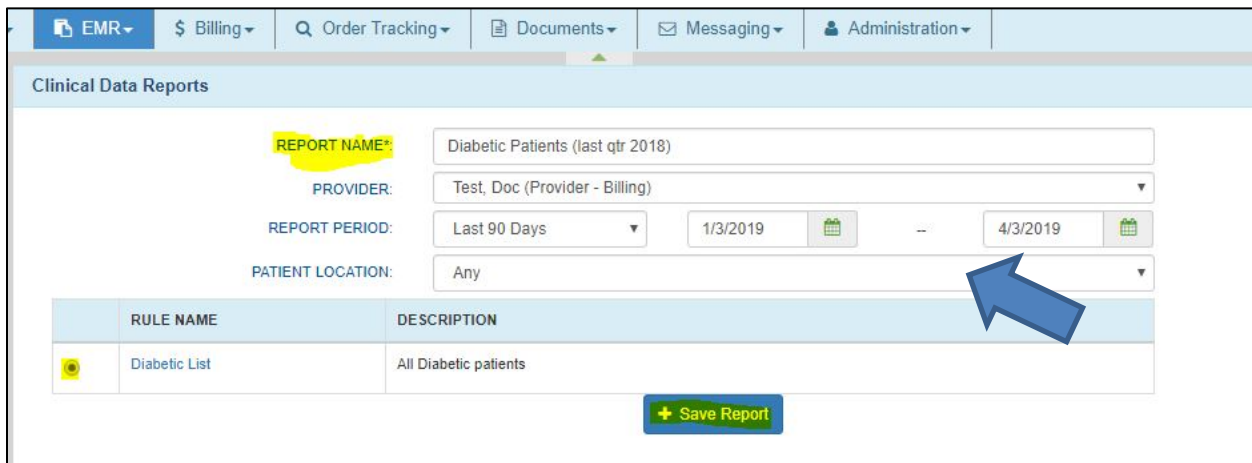 EMR $ Billing Order Tracking Documents Messaging Administration
Clinical Data Reports
REPORT NAME*: Diabetic Patients (last qtr 2018)
PROVIDER: Test, Doc (Provider - Billing)
REPORT PERIOD: Last 90 Days 1/3/2019 -- 4/3/2019
PATIENT LOCATION: Any
RULE NAME DESCRIPTION
Diabetic List All Diabetic patients
+ Save Report